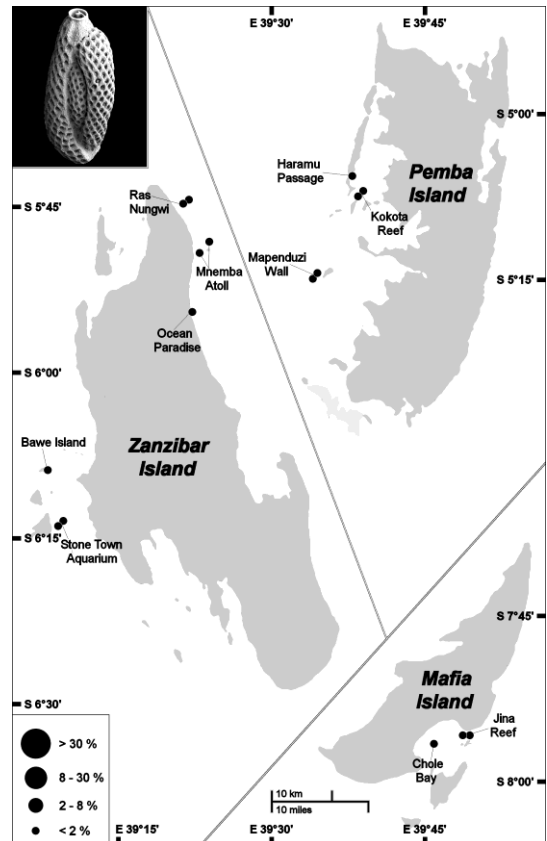 E 39°30'
E 39°45'
S 5°00'
Haramu
Passage
Pemba
Island
Ras
Nungwi
S 5°45'
Kokota
Reef
Mnemba
Atoll
Mapenduzi
Wall
S 5°15'
Ocean
Paradise
S 6°00'
Bawe Island
Zanzibar
Island
Stone Town
Aquarium
S 6°15'
S 7°45'
Mafia
Island
S 6°30'
Jina
Reef
Chole
Bay
> 30 %
8 - 30 %
2 - 8 %
< 2 %
10 km
10 miles
S 8°00'
E 39°15'
E 39°30'
E 39°45'